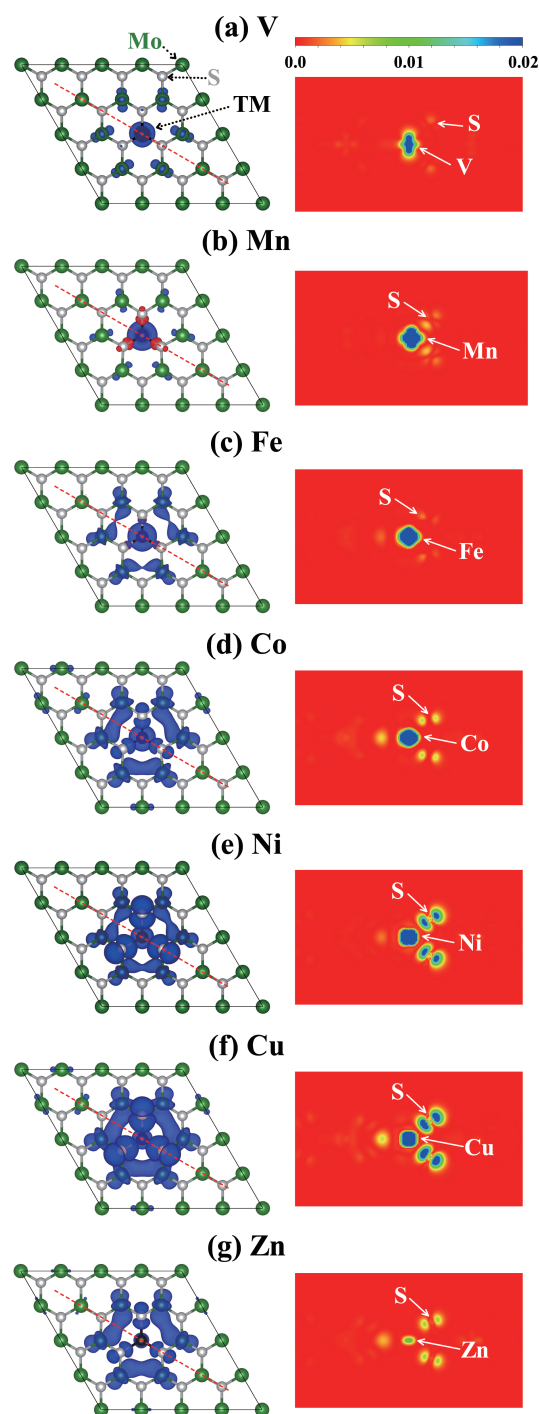 (a) V
Mo
S
TM
0.0 0.01 0.02
S
V
(b) Mn
S
Mn
(c) Fe
S
Fe
(d) Co
S
Co
(e) Ni
S
Ni
(f) Cu
S
Cu
(g) Zn
S
Zn